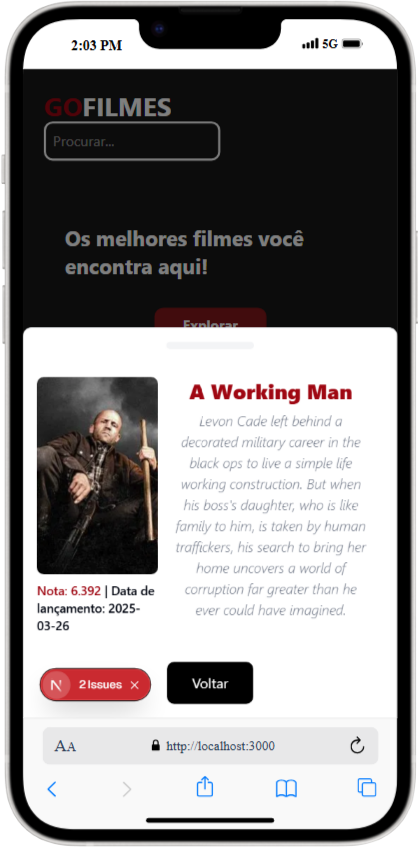 2:03 PM
5G
GOFILMES
Procurar...
Os melhores filmes você
encontra aqui!
Explorar
A Working Man
Levon Cade left behind a
decorated military career in the
black ops to live a simple life
working construction. But when
his boss's daughter, who is like
family to him, is taken by human
traffickers, his search to bring her
home uncovers a world of
corruption far greater than he
ever could have imagined.
Nota: 6.392 | Data de
lançamento: 2025-
03-26
N
2 Issues
Voltar
AA
http://localhost:3000